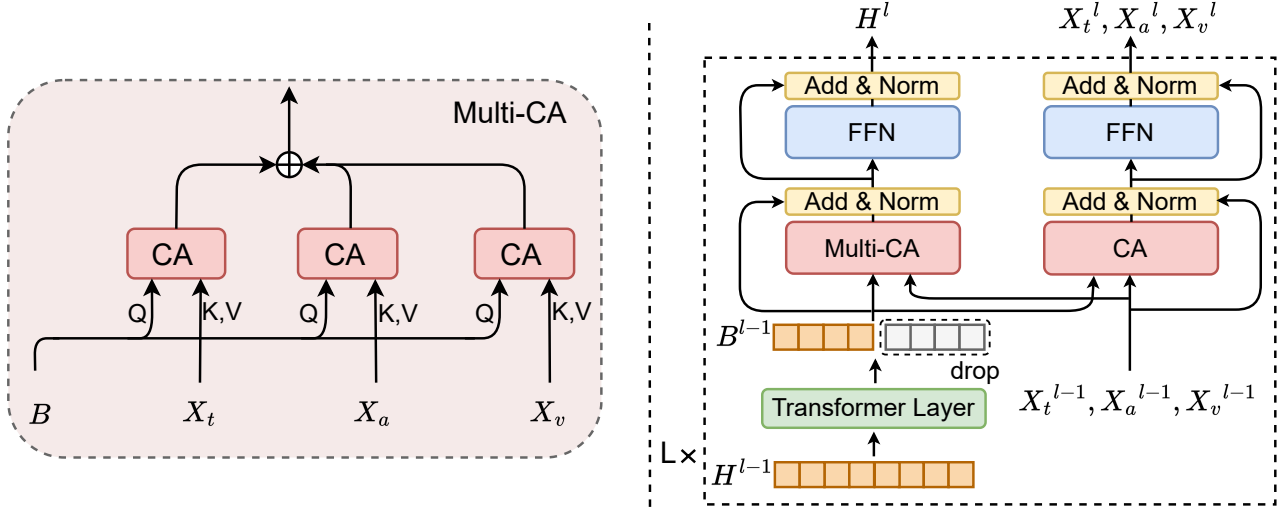 Multi-CA
CA CA CA
Q K,V Q K,V Q K,V
B X_t X_a X_v
H^l X_t^l, X_a^l, X_v^l
Add & Norm Add & Norm
FFN FFN
Add & Norm Add & Norm
Multi-CA CA
B^{l-1}
drop
Transformer Layer X_t^{l-1}, X_a^{l-1}, X_v^{l-1}
L×
H^{l-1}